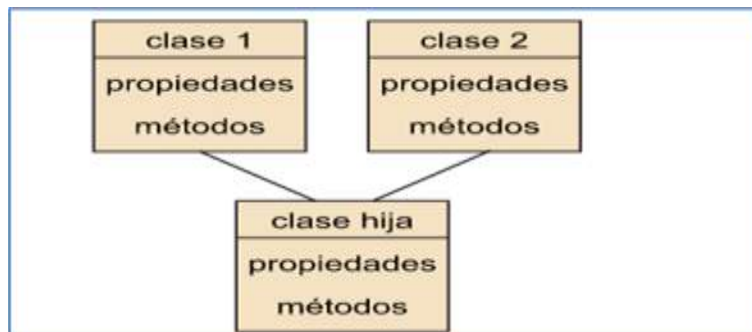 clase 1
propiedades
métodos
clase 2
propiedades
métodos
clase hija
propiedades
métodos